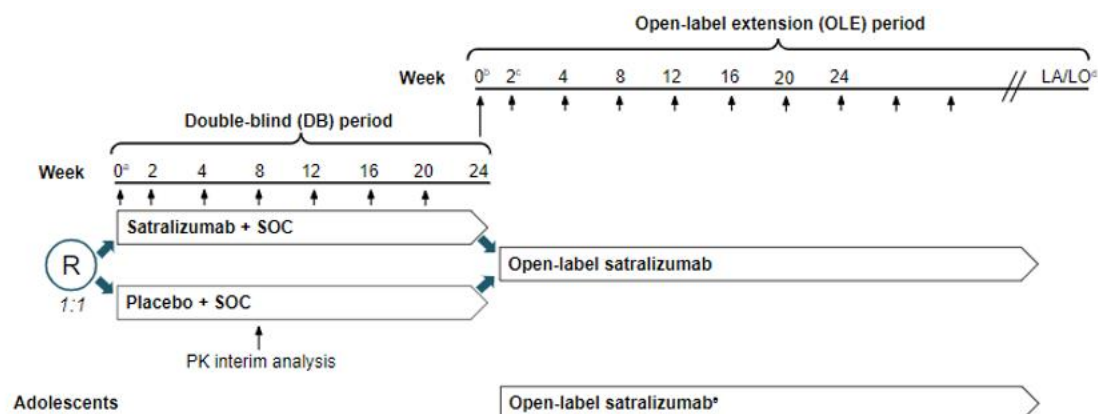 Open-label extension (OLE) period
Week 0ᵇ 2ᶜ 4 8 12 16 20 24 LA/LOᵈ
Double-blind (DB) period
Week 0ᵃ 2 4 8 12 16 20 24
Satralizumab + SOC
R
Open-label satralizumab
1:1
Placebo + SOC
PK interim analysis
Adolescents Open-label satralizumabᵉ